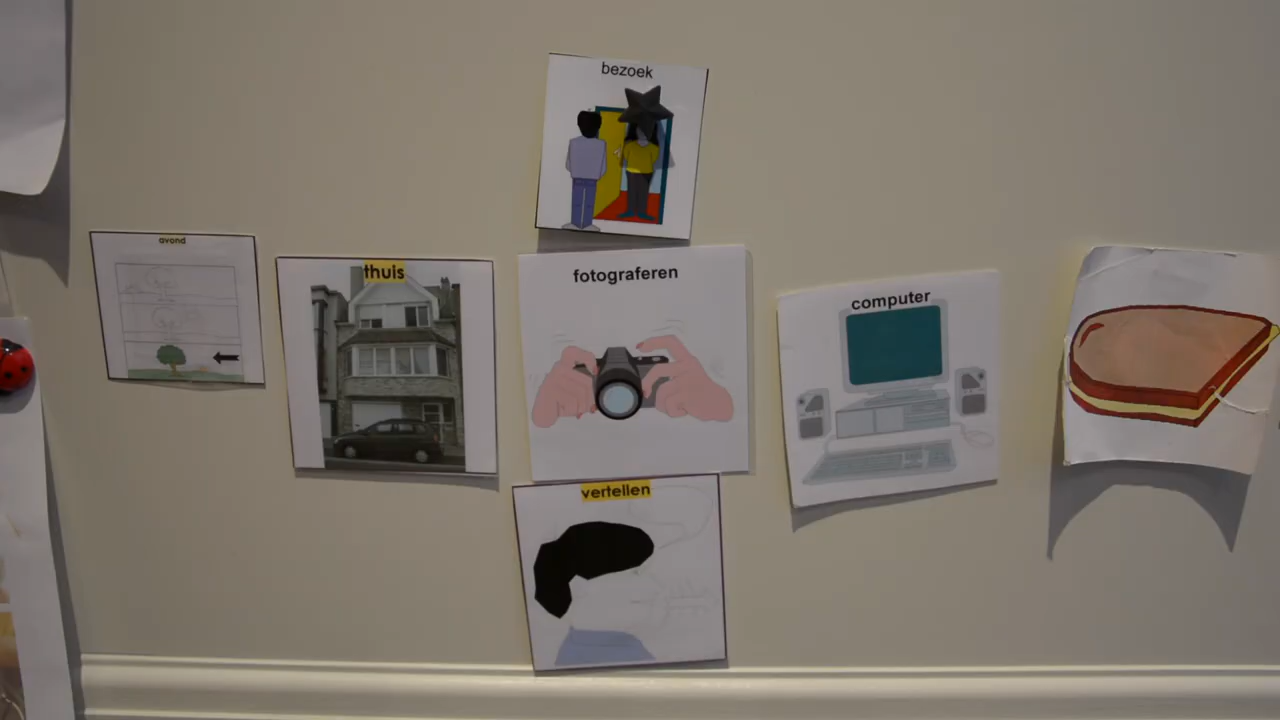 bezoek
avond
thuis
fotograferen
computer
vertellen